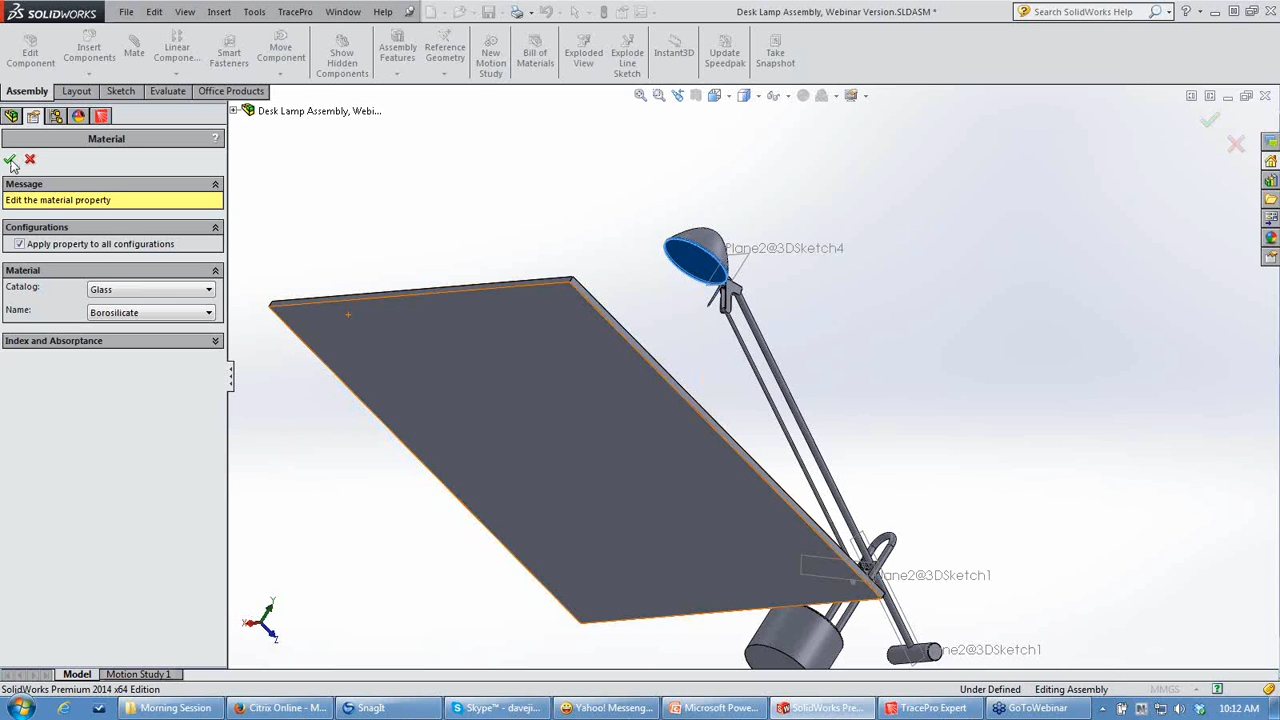 SOLIDWORKS File Edit View Insert Tools TracePro Window Help Desk Lamp Assembly, Webinar Version.SLDASM * Search SolidWorks Help
Edit Component
Insert Components
Mate
Linear Compone...
Smart Fasteners
Move Component
Show Hidden Components
Assembly Features
Reference Geometry
New Motion Study
Bill of Materials
Exploded View
Explode Line Sketch
Instant3D
Update Speedpak
Take Snapshot
Assembly Layout Sketch Evaluate Office Products
Desk Lamp Assembly, Webi...
Material ?
Message
Edit the material property
Configurations
Apply property to all configurations
Material
Catalog: Glass
Name: Borosilicate
Index and Absorptance
Plane2@3DSketch4
Plane2@3DSketch1
ne2@3DSketch1
Y
X
Z
Model Motion Study 1
SolidWorks Premium 2014 x64 Edition Under Defined Editing Assembly MMGS
Morning Session Citrix Online - M... SnagIt Skype™ - daveji... Yahoo! Messeng... Microsoft Powe... SolidWorks Pre... TracePro Expert GoToWebinar 10:12 AM